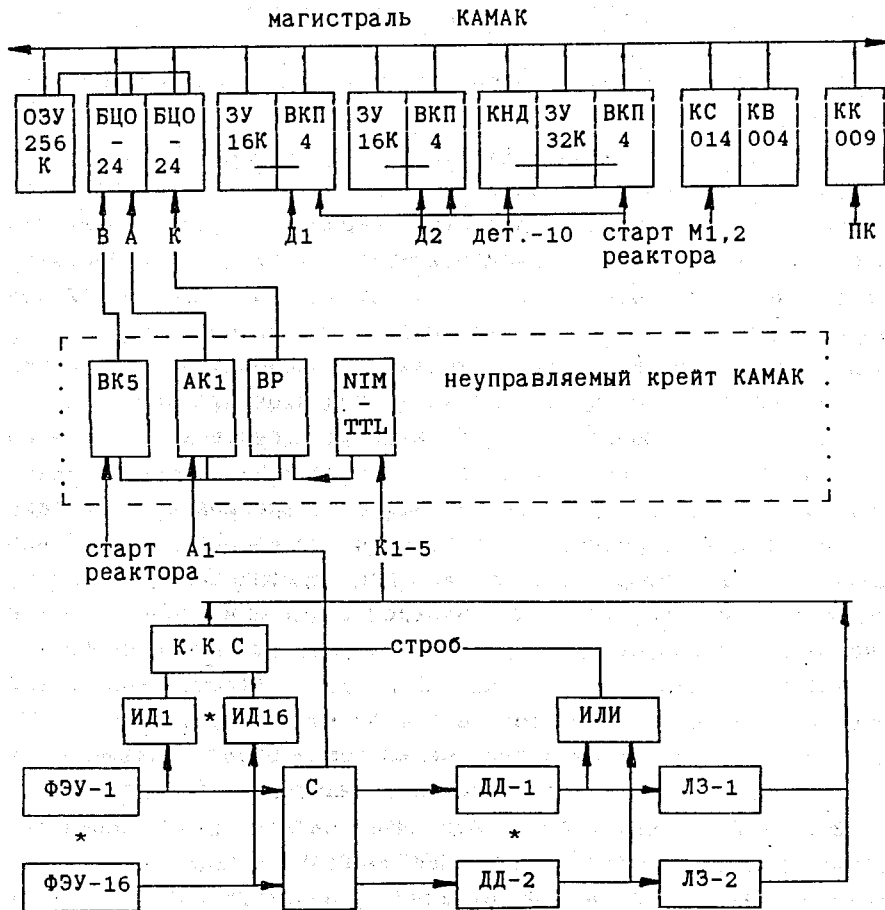 магистраль КАМАК
ОЗУ БЦО БЦО ЗУ ВКП ЗУ ВКП КНД ЗУ ВКП КС КВ КК
256 - - 16К 4 16К 4 32К 4 014 004 009
К 24 24
В А К Д1 Д2 дет.-10 старт М1,2 ПК
реактора
ВК5 АК1 ВР NIM неуправляемый крейт КАМАК
-
TTL
старт А1 К1-5
реактора
К К С строб
ИД1 * ИД16 ИЛИ
ФЭУ-1 С ДД-1 ЛЗ-1
* *
ФЭУ-16 ДД-2 ЛЗ-2